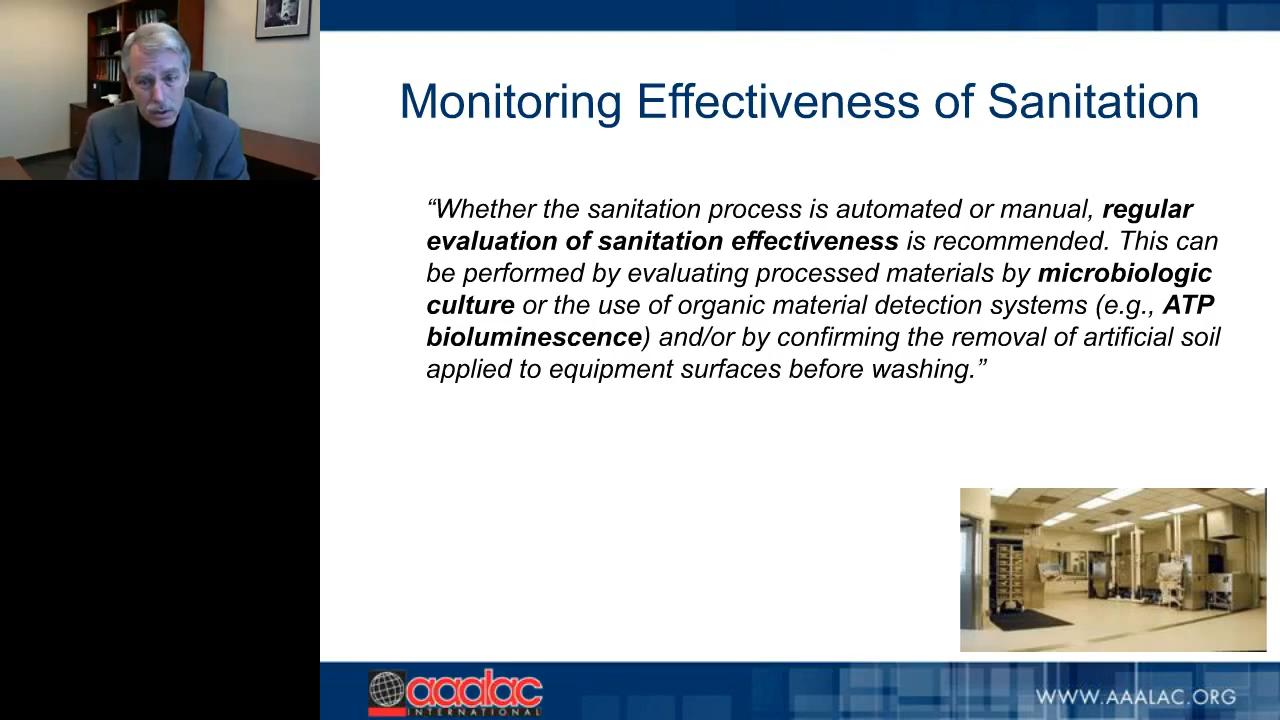 Monitoring Effectiveness of Sanitation
“Whether the sanitation process is automated or manual, regular
evaluation of sanitation effectiveness is recommended. This can
be performed by evaluating processed materials by microbiologic
culture or the use of organic material detection systems (e.g., ATP
bioluminescence) and/or by confirming the removal of artificial soil
applied to equipment surfaces before washing.”
aaalac
INTERNATIONAL
WWW.AAALAC.ORG